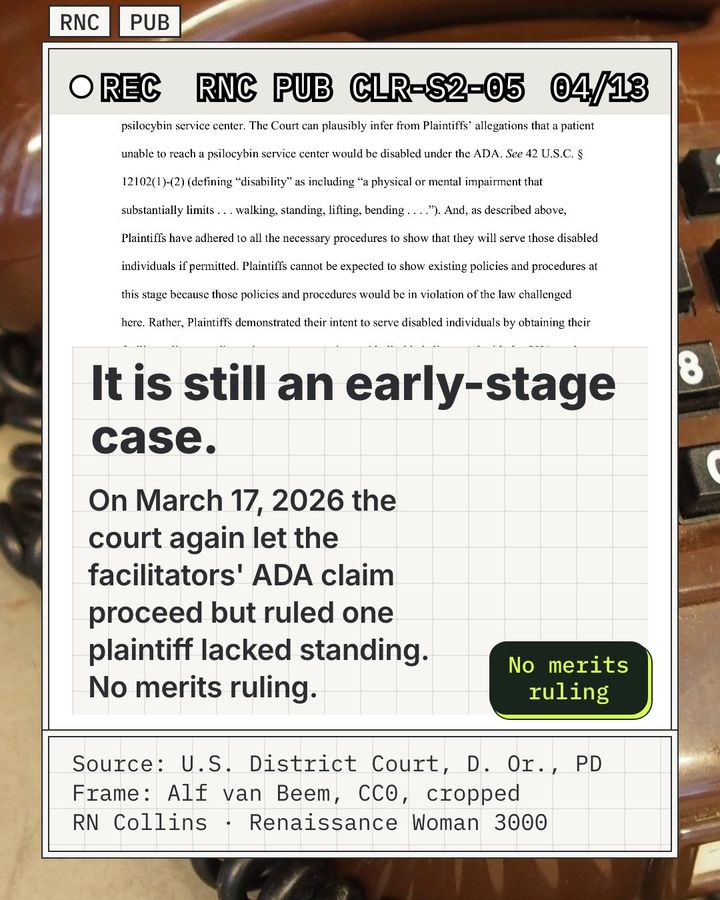 RNC PUB
REC RNC PUB CLR-S2-05 04/13
psilocybin service center. The Court can plausibly infer from Plaintiffs' allegations that a patient
unable to reach a psilocybin service center would be disabled under the ADA. See 42 U.S.C. §
12102(1)-(2) (defining “disability” as including “a physical or mental impairment that
substantially limits . . . walking, standing, lifting, bending . . . .”). And, as described above,
Plaintiffs have adhered to all the necessary procedures to show that they will serve those disabled
individuals if permitted. Plaintiffs cannot be expected to show existing policies and procedures at
this stage because those policies and procedures would be in violation of the law challenged
here. Rather, Plaintiffs demonstrated their intent to serve disabled individuals by obtaining their
It is still an early-stage
case.
On March 17, 2026 the
court again let the
facilitators' ADA claim
proceed but ruled one
plaintiff lacked standing.
No merits ruling.
No merits
ruling
8
Source: U.S. District Court, D. Or., PD
Frame: Alf van Beem, CC0, cropped
RN Collins · Renaissance Woman 3000